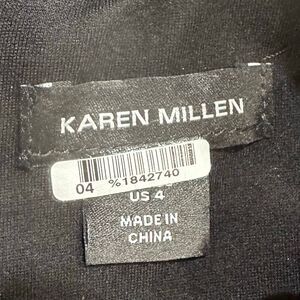 KAREN MILLEN
04 %1842740
US 4
MADE IN
CHINA